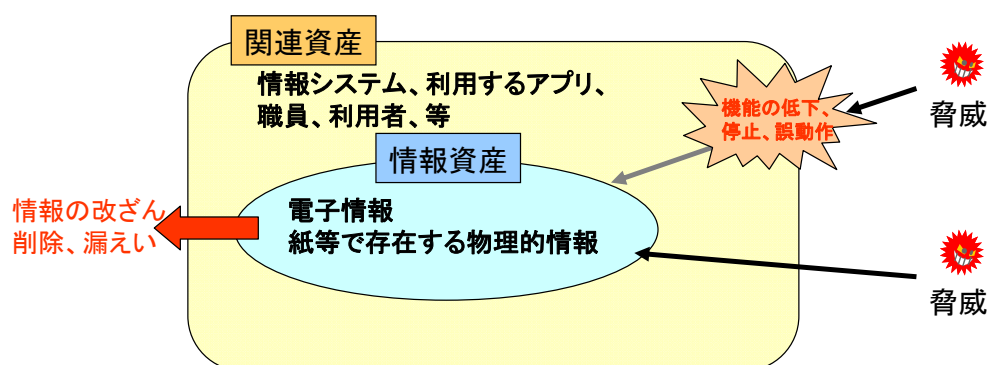 関連資産
情報システム、利用するアプリ、
職員、利用者、等
機能の低下、
停止、誤動作
脅威
情報資産
電子情報
紙等で存在する物理的情報
情報の改ざん
削除、漏えい
脅威